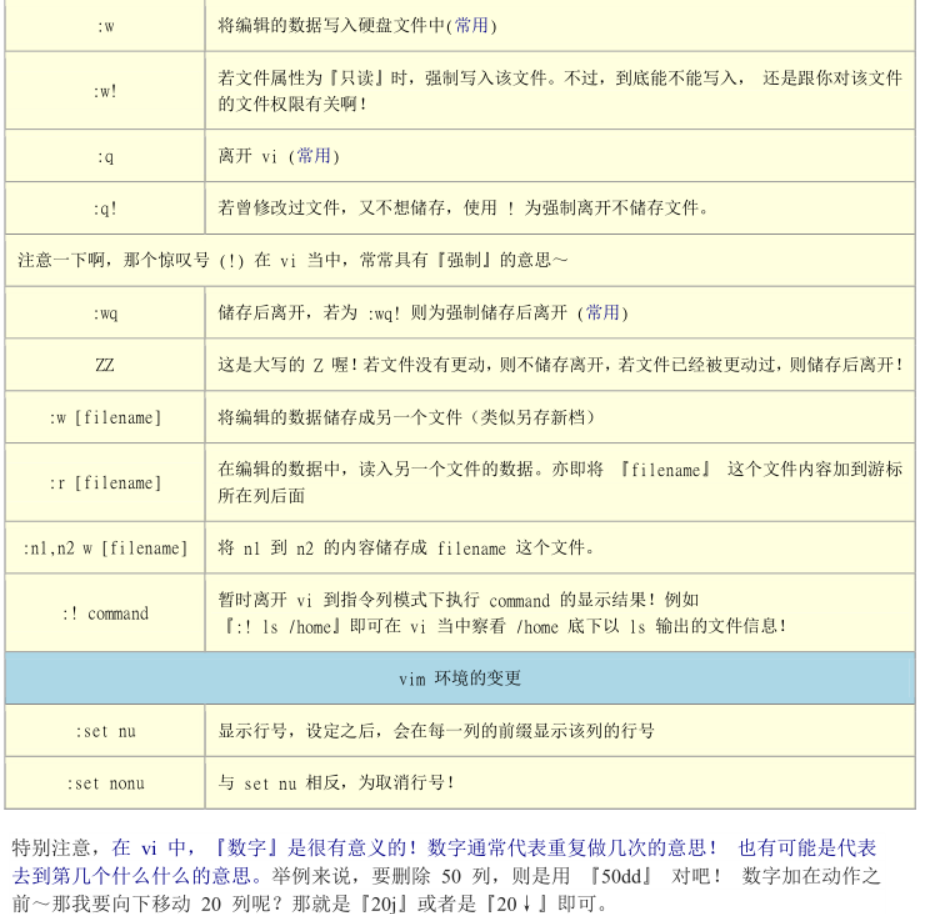 :w 将编辑的数据写入硬盘文件中(常用)
:w! 若文件属性为『只读』时，强制写入该文件。不过，到底能不能写入， 还是跟你对该文件
的文件权限有关啊！
:q 离开 vi (常用)
:q! 若曾修改过文件，又不想储存，使用 ! 为强制离开不储存文件。
注意一下啊，那个惊叹号 (!) 在 vi 当中，常常具有『强制』的意思～
:wq 储存后离开，若为 :wq! 则为强制储存后离开 (常用)
ZZ 这是大写的 Z 喔！若文件没有更动，则不储存离开，若文件已经被更动过，则储存后离开！
:w [filename] 将编辑的数据储存成另一个文件（类似另存新档）
:r [filename] 在编辑的数据中，读入另一个文件的数据。亦即将 『filename』 这个文件内容加到游标
所在列后面
:n1,n2 w [filename] 将 n1 到 n2 的内容储存成 filename 这个文件。
:! command 暂时离开 vi 到指令列模式下执行 command 的显示结果！例如
『:! ls /home』即可在 vi 当中察看 /home 底下以 ls 输出的文件信息！
vim 环境的变更
:set nu 显示行号，设定之后，会在每一列的前缀显示该列的行号
:set nonu 与 set nu 相反，为取消行号！
特别注意，在 vi 中，『数字』是很有意义的！数字通常代表重复做几次的意思！ 也有可能是代表
去到第几个什么什么的意思。举例来说，要删除 50 列，则是用 『50dd』 对吧！ 数字加在动作之
前～那我要向下移动 20 列呢？那就是『20j』或者是『20↓』即可。